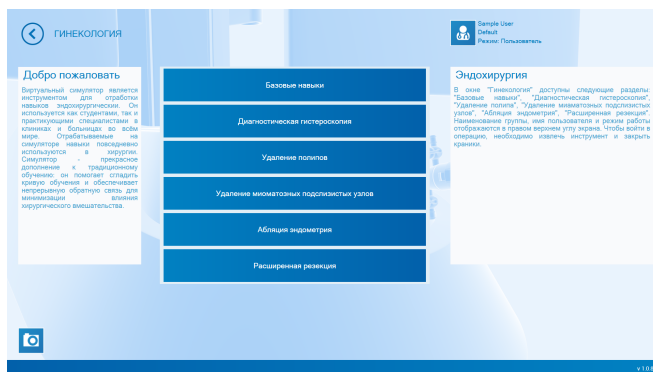 ГИНЕКОЛОГИЯ
Sample User
Default
Режим: Пользователь
Добро пожаловать
Виртуальный симулятор является
инструментом для отработки
навыков эндохирургических. Он
используется как студентами, так и
практикующими специалистами в
клиниках и больницах во всём
мире. Отрабатываемые на
симуляторе навыки повседневно
используются в хирургии.
Симулятор - прекрасное
дополнение к традиционному
обучению: он помогает сгладить
кривую обучения и обеспечивает
непрерывную обратную связь для
минимизации влияния
хирургического вмешательства.
Базовые навыки
Диагностическая гистероскопия
Удаление полипов
Удаление миоматозных подслизистых узлов
Абляция эндометрия
Расширенная резекция
Эндохирургия
В окне "Гинекология" доступны следующие разделы:
"Базовые навыки", "Диагностическая гистероскопия",
"Удаление полипа", "Удаление миаматозных подслизистых
узлов", "Абляция эндометрия", "Расширенная резекция".
Наименование группы, имя пользователя и режим работы
отображаются в правом верхнем углу экрана. Чтобы войти в
операцию, необходимо извлечь инструмент и закрыть
краники.